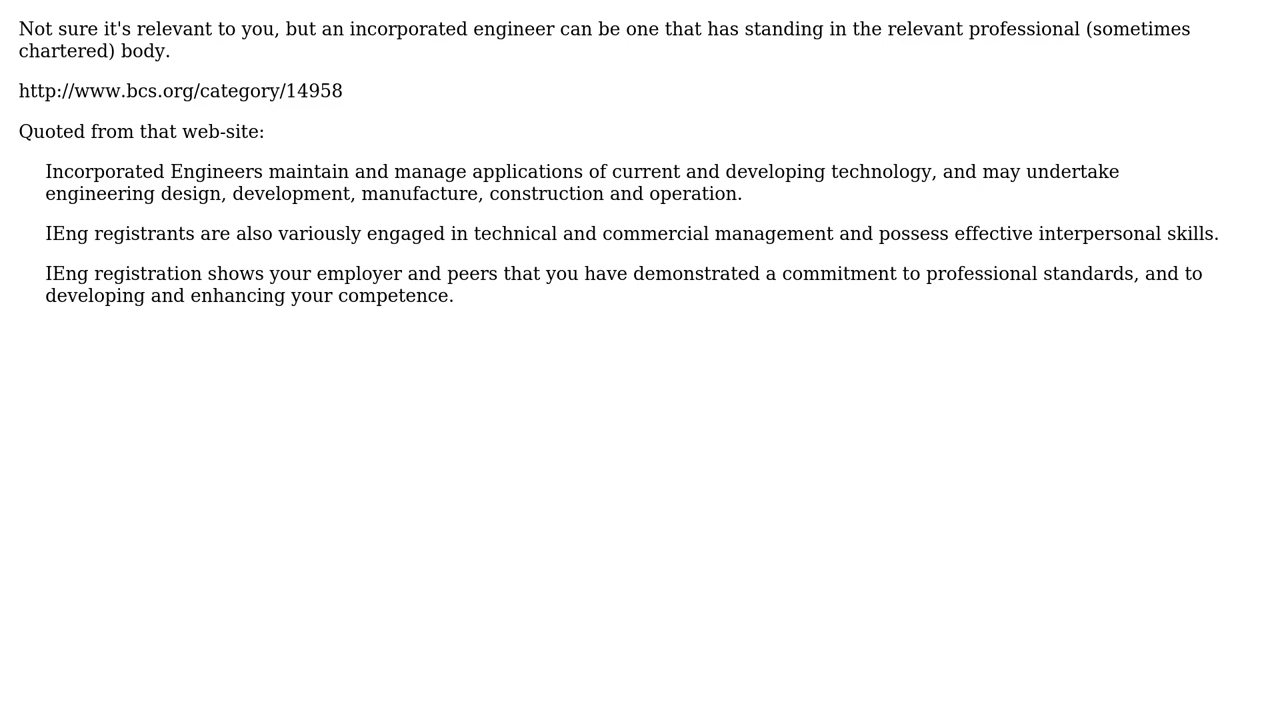 Not sure it's relevant to you, but an incorporated engineer can be one that has standing in the relevant professional (sometimes
chartered) body.
http://www.bcs.org/category/14958
Quoted from that web-site:
Incorporated Engineers maintain and manage applications of current and developing technology, and may undertake
engineering design, development, manufacture, construction and operation.
IEng registrants are also variously engaged in technical and commercial management and possess effective interpersonal skills.
IEng registration shows your employer and peers that you have demonstrated a commitment to professional standards, and to
developing and enhancing your competence.